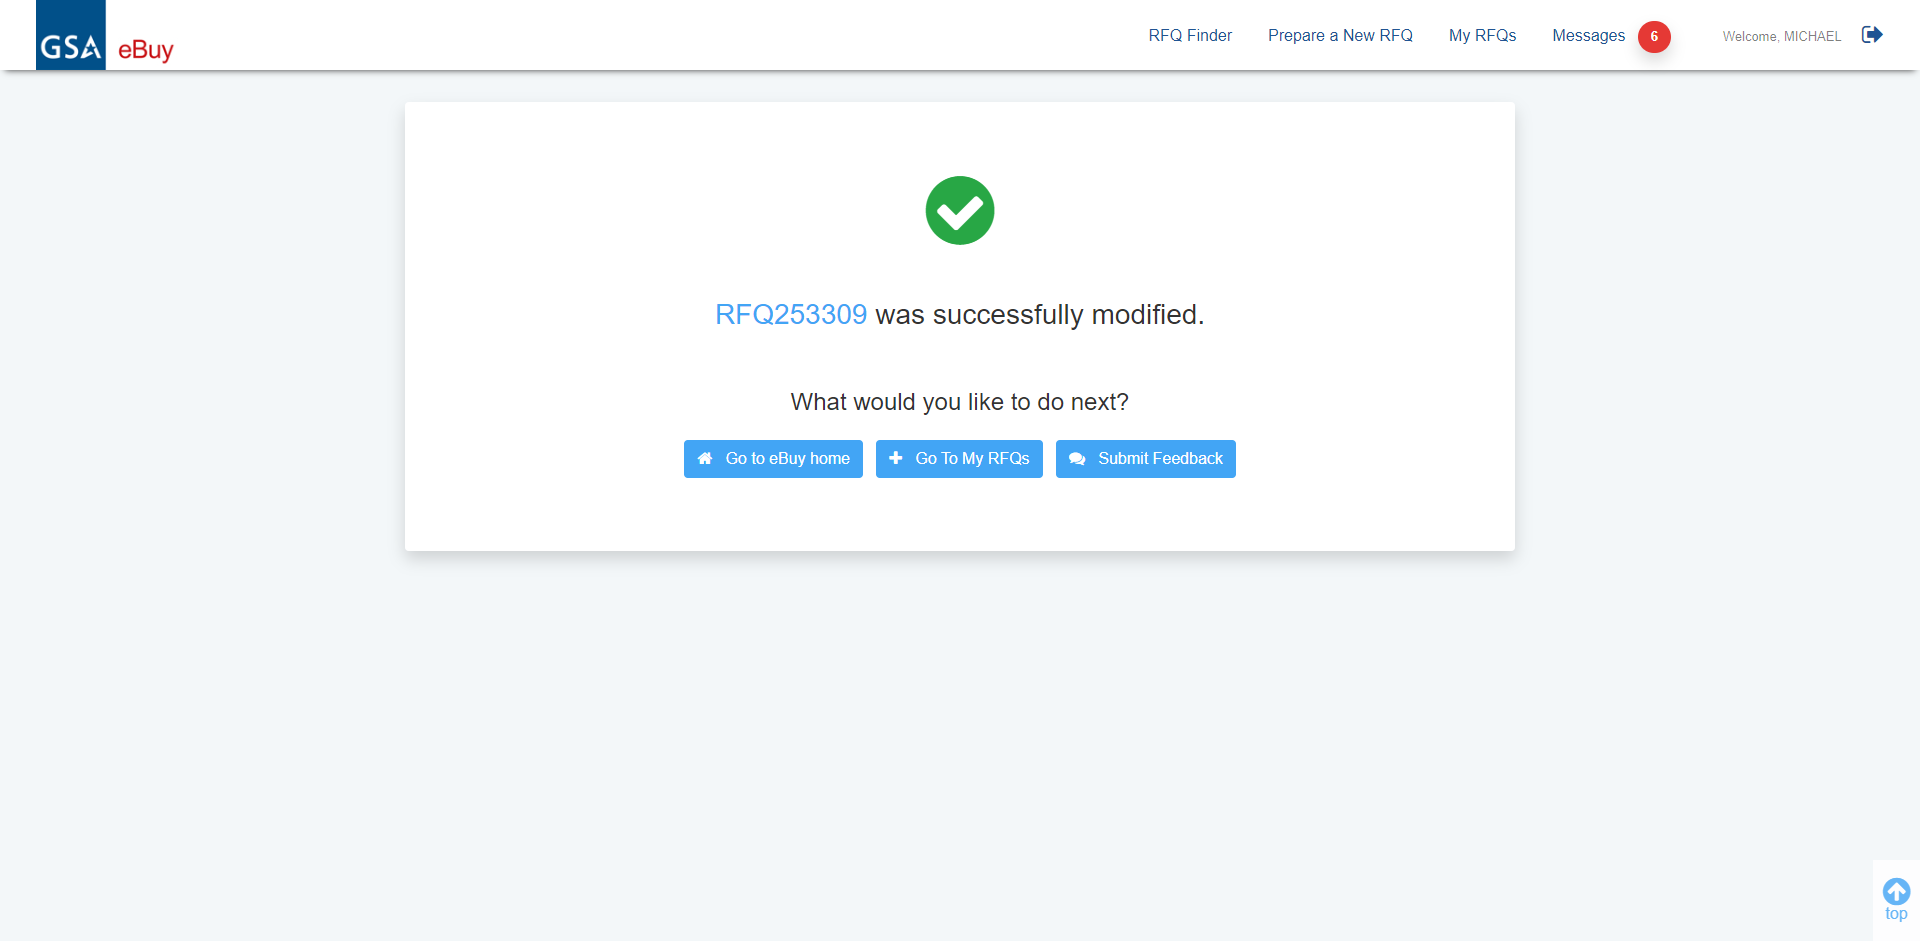 GSA eBuy RFQ Finder Prepare a New RFQ My RFQs Messages 6 Welcome, MICHAEL
RFQ253309 was successfully modified.
What would you like to do next?
Go to eBuy home Go To My RFQs Submit Feedback
top